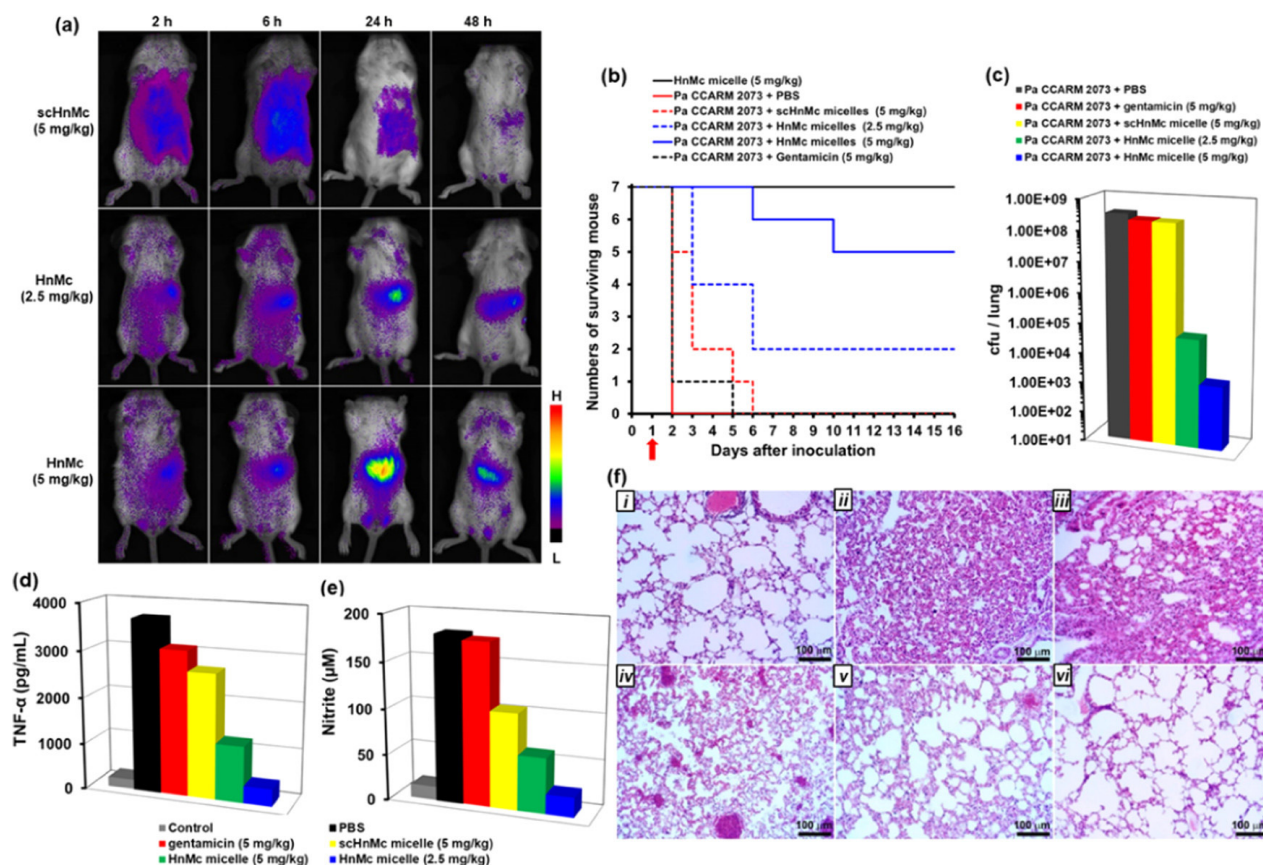 (a)
2 h 6 h 24 h 48 h
scHnMc
(5 mg/kg)
HnMc
(2.5 mg/kg)
HnMc
(5 mg/kg)
H
L
(b)
HnMc micelle (5 mg/kg)
Pa CCARM 2073 + PBS
Pa CCARM 2073 + scHnMc micelles (5 mg/kg)
Pa CCARM 2073 + HnMc micelles (2.5 mg/kg)
Pa CCARM 2073 + HnMc micelles (5 mg/kg)
Pa CCARM 2073 + Gentamicin (5 mg/kg)
Numbers of surviving mouse
7
6
5
4
3
2
1
0
0 1 2 3 4 5 6 7 8 9 10 11 12 13 14 15 16
Days after inoculation
(c)
Pa CCARM 2073 + PBS
Pa CCARM 2073 + gentamicin (5 mg/kg)
Pa CCARM 2073 + scHnMc micelle (5 mg/kg)
Pa CCARM 2073 + HnMc micelle (2.5 mg/kg)
Pa CCARM 2073 + HnMc micelle (5 mg/kg)
cfu / lung
1.00E+09
1.00E+08
1.00E+07
1.00E+06
1.00E+05
1.00E+04
1.00E+03
1.00E+02
1.00E+01
(d)
TNF-α (pg/mL)
4000
3000
2000
1000
0
(e)
Nitrite (µM)
200
150
100
50
0
Control PBS
gentamicin (5 mg/kg) scHnMc micelle (5 mg/kg)
HnMc micelle (5 mg/kg) HnMc micelle (2.5 mg/kg)
(f)
i ii iii
100 µm 100 µm 100 µm
iv v vi
100 µm 100 µm 100 µm